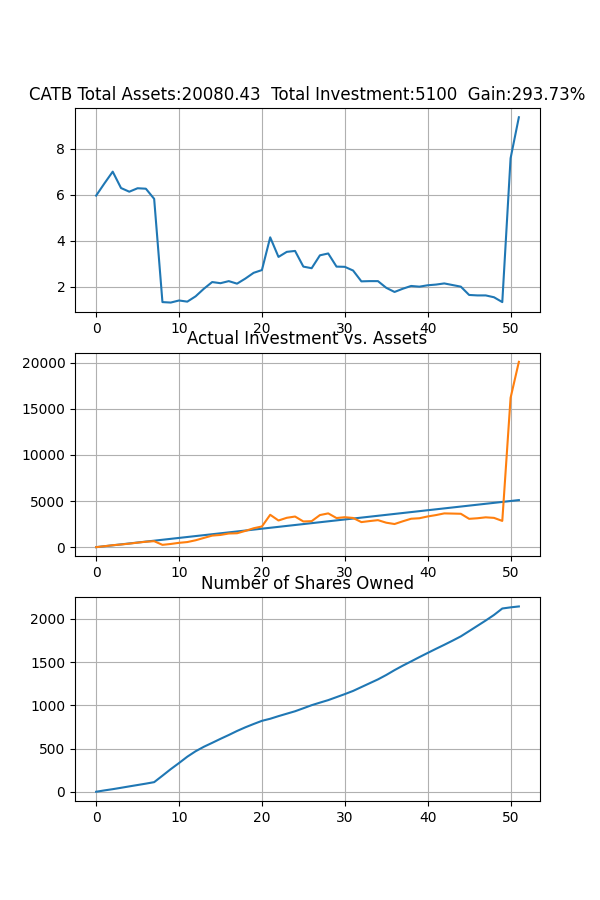 CATB Total Assets:20080.43  Total Investment:5100  Gain:293.73%
8
6
4
2
0 10 20 30 40 50
Actual Investment vs. Assets
20000
15000
10000
5000
0
0 10 20 30 40 50
Number of Shares Owned
2000
1500
1000
500
0
0 10 20 30 40 50